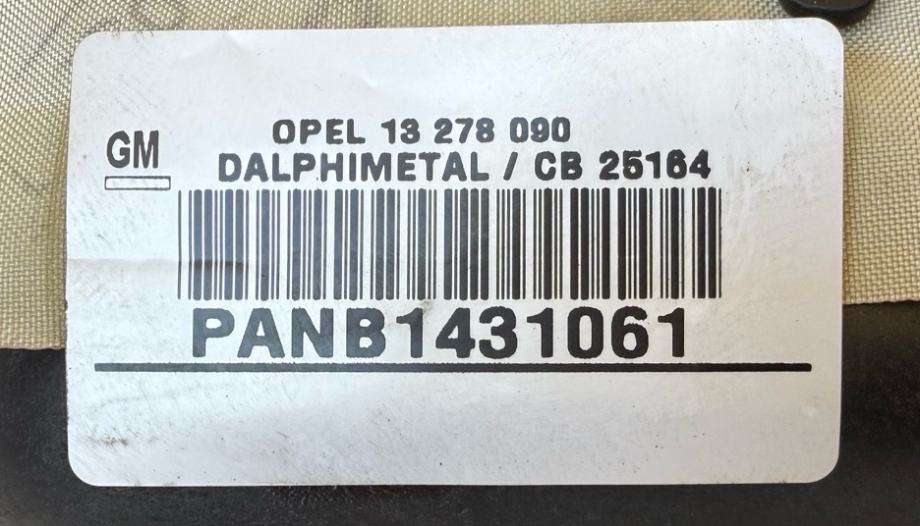 GM
OPEL 13 278 090
DALPHIMETAL / CB 25164
PANB1431061